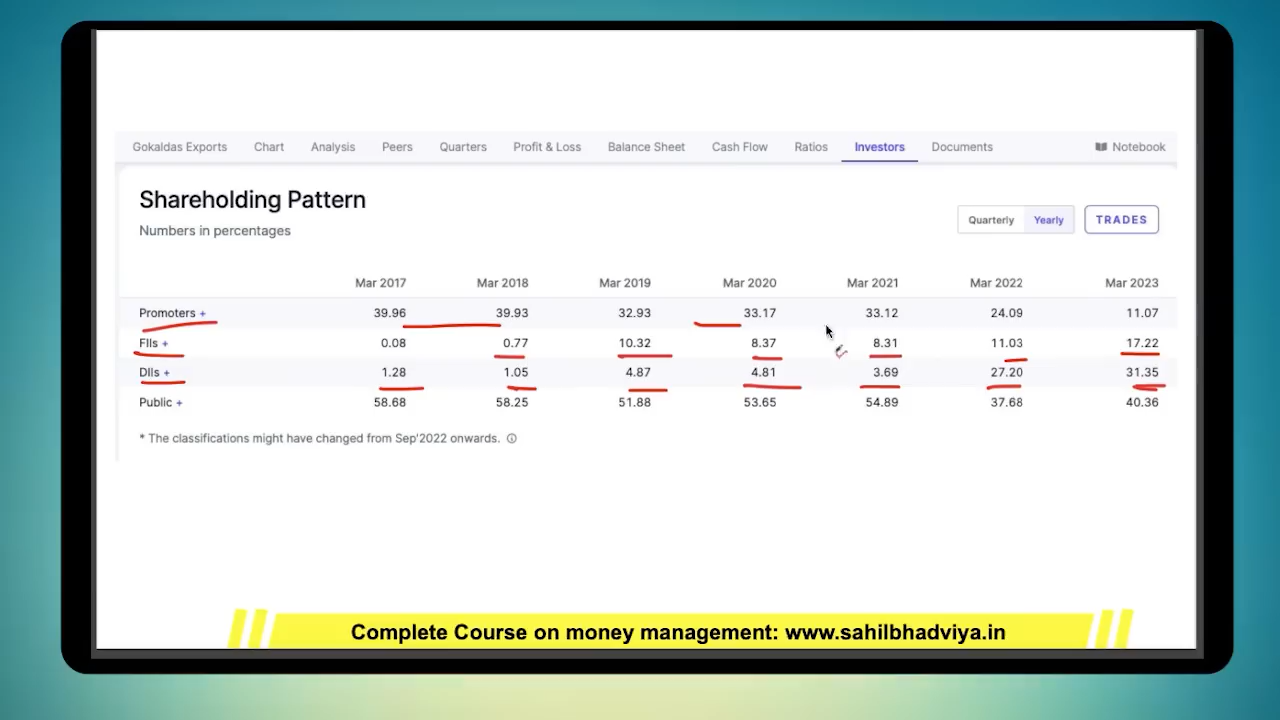 Gokaldas Exports Chart Analysis Peers Quarters Profit & Loss Balance Sheet Cash Flow Ratios Investors Documents Notebook
Shareholding Pattern
Numbers in percentages
Quarterly Yearly TRADES
Mar 2017 Mar 2018 Mar 2019 Mar 2020 Mar 2021 Mar 2022 Mar 2023
Promoters + 39.96 39.93 32.93 33.17 33.12 24.09 11.07
FIIs + 0.08 0.77 10.32 8.37 8.31 11.03 17.22
DIIs + 1.28 1.05 4.87 4.81 3.69 27.20 31.35
Public + 58.68 58.25 51.88 53.65 54.89 37.68 40.36
* The classifications might have changed from Sep'2022 onwards.
Complete Course on money management: www.sahilbhadviya.in